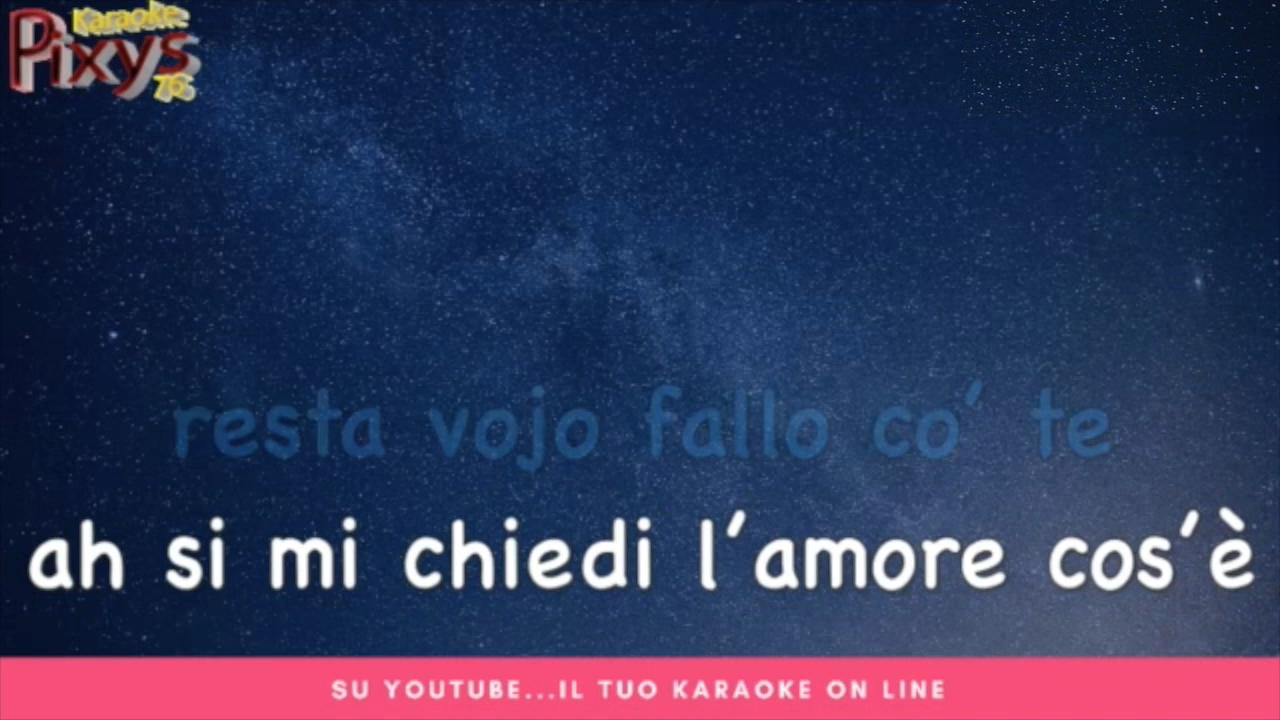 Karaoke
Pixys
76
resta vojo fallo co' te
ah si mi chiedi l'amore cos'è
SU YOUTUBE...IL TUO KARAOKE ON LINE